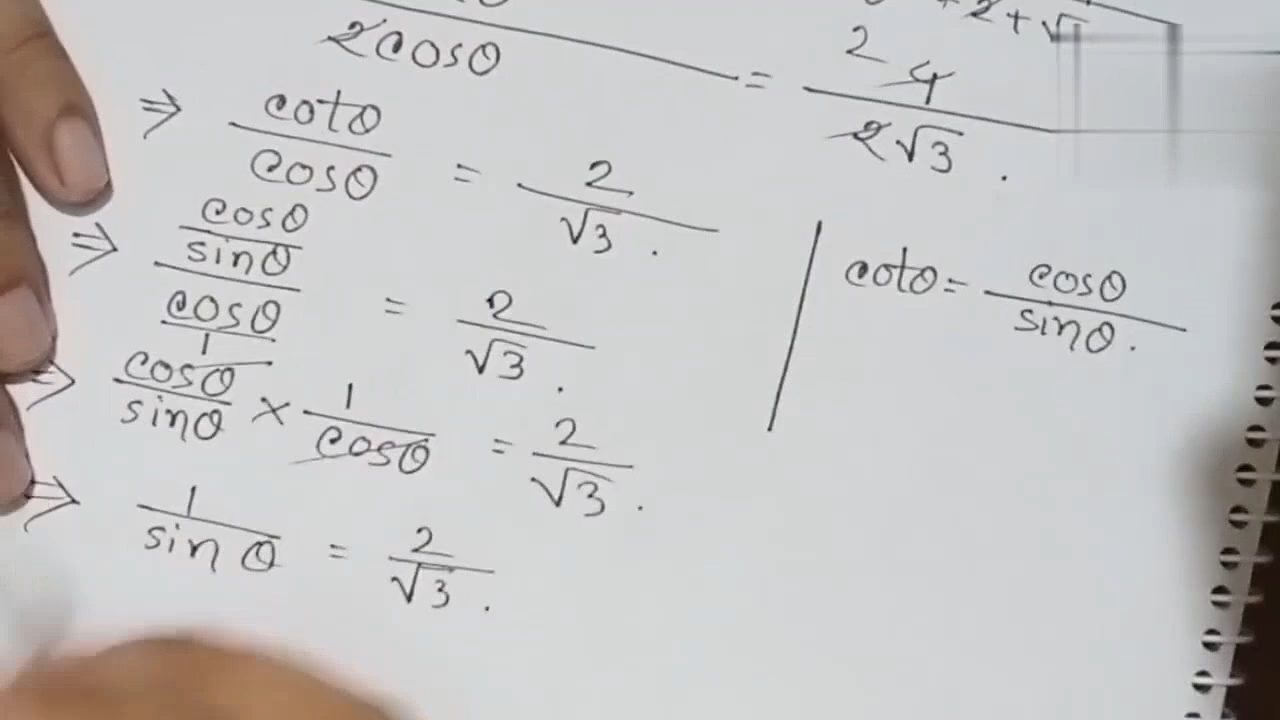 + 2 + √
2cosθ = 2 4 / 2√3 .
⇒ cotθ / cosθ = 2 / √3 .
⇒ cosθ / sinθ / cosθ / 1 = 2 / √3 .
cotθ = cosθ / sinθ .
⇒ cosθ / sinθ × 1 / cosθ = 2 / √3 .
⇒ 1 / sinθ = 2 / √3 .